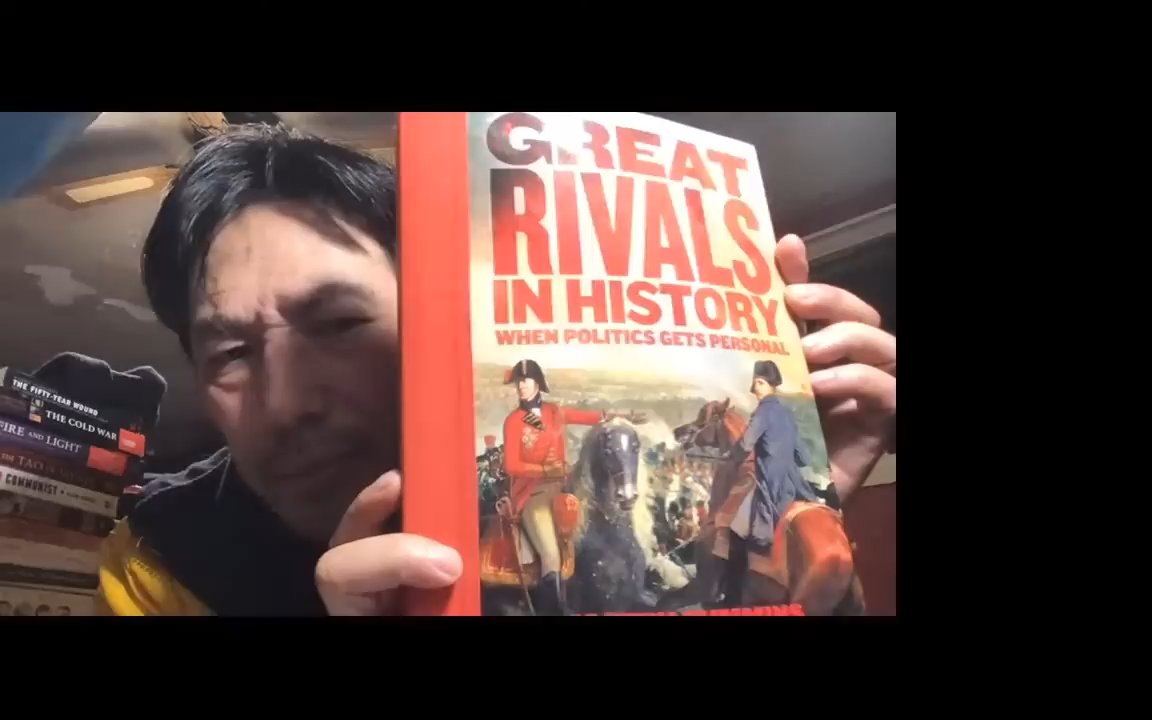 GREAT
RIVALS
IN HISTORY
WHEN POLITICS GETS PERSONAL
THE FIFTY-YEAR WOUND
THE COLD WAR
FIRE AND LIGHT
THE TAO OF
COMMUNIST